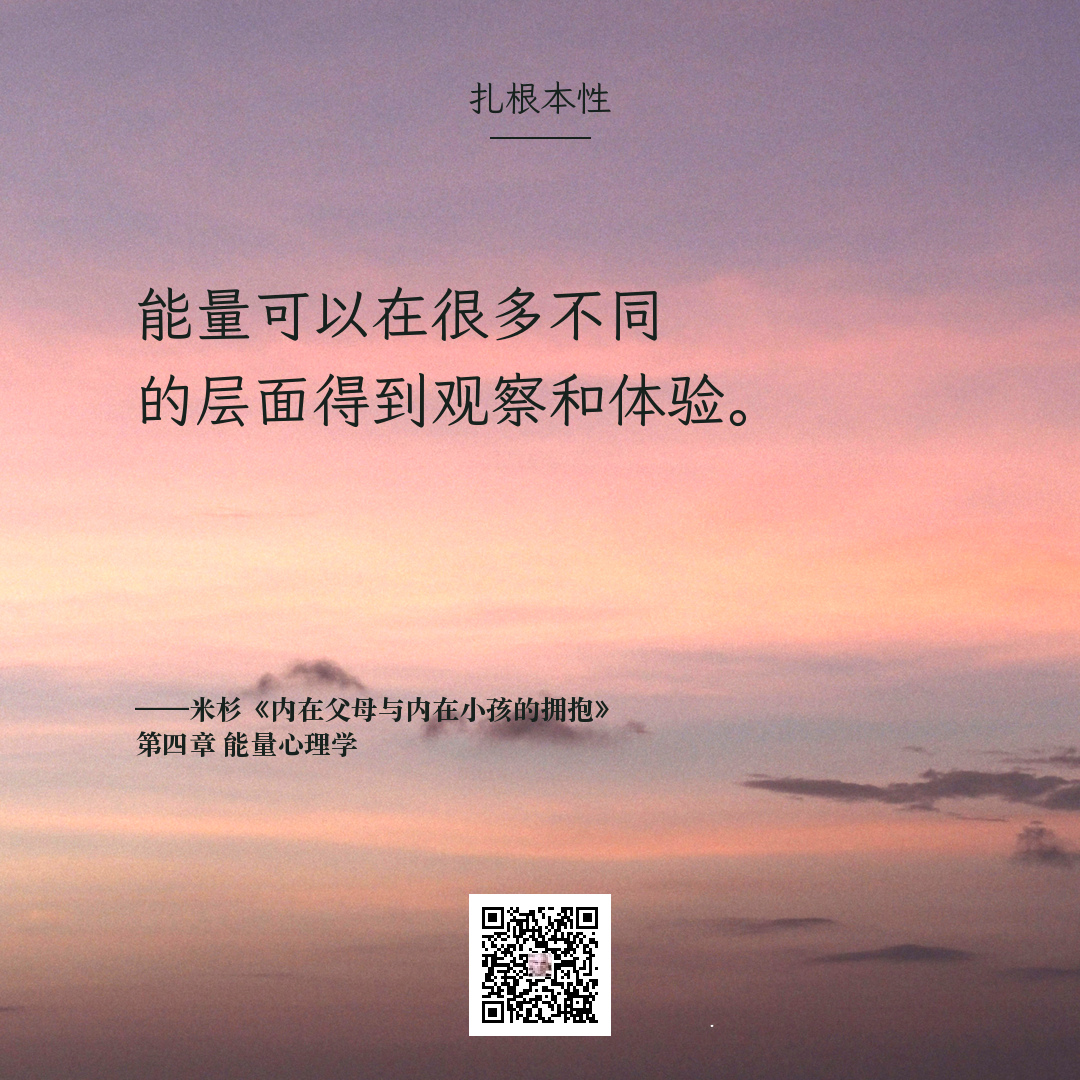 扎根本性
能量可以在很多不同
的层面得到观察和体验。
——米杉《内在父母与内在小孩的拥抱》
第四章 能量心理学